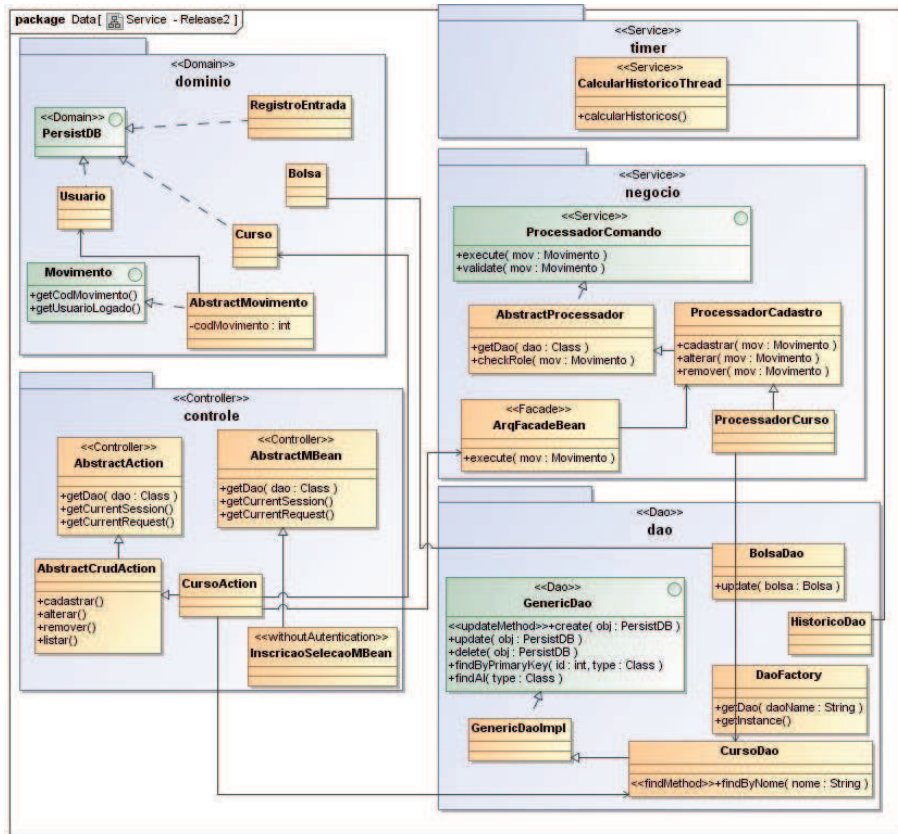 package Data[ Service - Release2 ]
<<Domain>>
dominio
<<Domain>>
PersistDB
RegistroEntrada
Bolsa
Usuario
Curso
Movimento
+getCodMovimento()
+getUsuarioLogado()
AbstractMovimento
-codMovimento : int
<<Service>>
timer
<<Service>>
CalcularHistoricoThread
+calcularHistoricos()
<<Service>>
negocio
<<Service>>
ProcessadorComando
+execute( mov : Movimento )
+validate( mov : Movimento )
AbstractProcessador
+getDao( dao : Class )
+checkRole( mov : Movimento )
ProcessadorCadastro
+cadastrar( mov : Movimento )
+alterar( mov : Movimento )
+remover( mov : Movimento )
<<Facade>>
ArqFacadeBean
+execute( mov : Movimento )
ProcessadorCurso
<<Controller>>
controle
<<Controller>>
AbstractAction
+getDao( dao : Class )
+getCurrentSession()
+getCurrentRequest()
<<Controller>>
AbstractMBean
+getDao( dao : Class )
+getCurrentSession()
+getCurrentRequest()
AbstractCrudAction
+cadastrar()
+alterar()
+remover()
+listar()
CursoAction
<<withoutAutentication>>
InscricaoSelecaoMBean
<<Dao>>
dao
BolsaDao
+update( bolsa : Bolsa )
<<Dao>>
GenericDao
<<updateMethod>>+create( obj : PersistDB )
+update( obj : PersistDB )
+delete( obj : PersistDB )
+findByPrimaryKey( id : int, type : Class )
+findAl( type : Class )
HistoricoDao
DaoFactory
+getDao( daoName : String )
+getInstance()
GenericDaoImpl
CursoDao
<<findMethod>>+findByNome( nome : String )